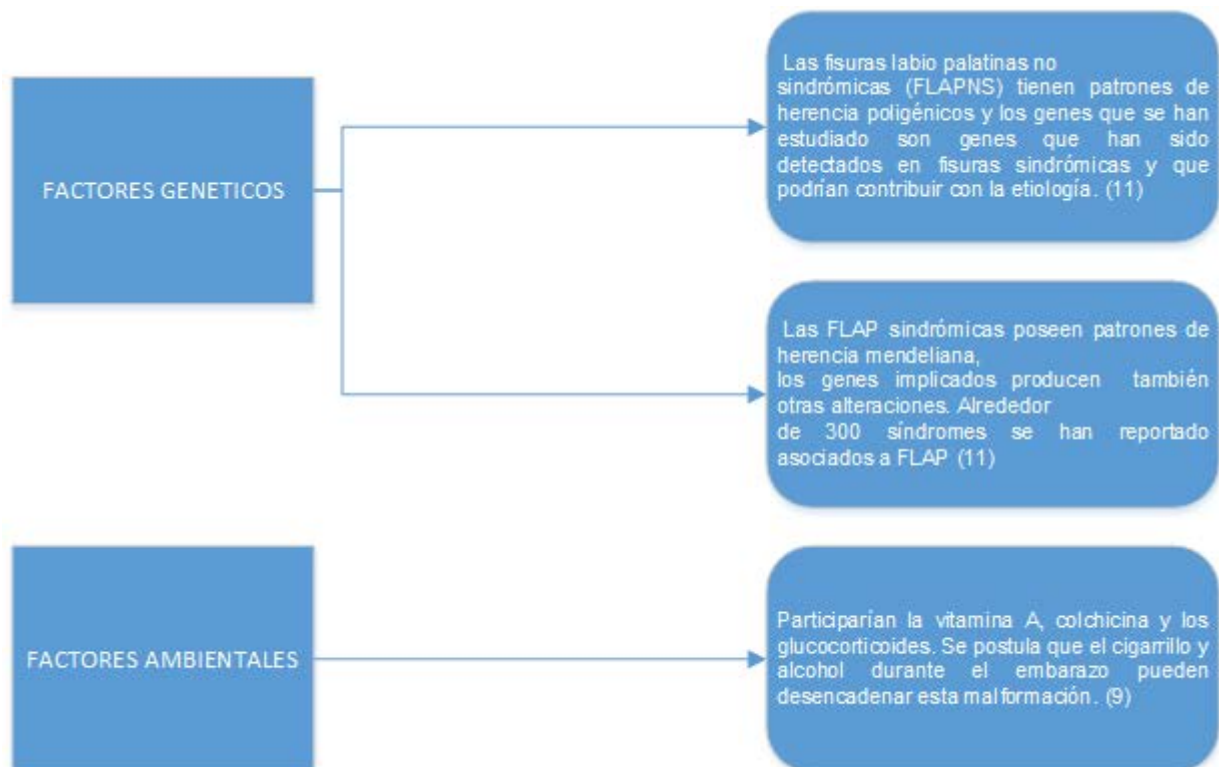 FACTORES GENETICOS
Las fisuras labio palatinas no
sindrómicas (FLAPNS) tienen patrones de
herencia poligénicos y los genes que se han
estudiado son genes que han sido
detectados en fisuras sindrómicas y que
podrían contribuir con la etiología. (11)
Las FLAP sindrómicas poseen patrones de
herencia mendeliana,
los genes implicados producen también
otras alteraciones. Alrededor
de 300 síndromes se han reportado
asociados a FLAP (11)
FACTORES AMBIENTALES
Participarían la vitamina A, colchicina y los
glucocorticoides. Se postula que el cigarrillo y
alcohol durante el embarazo pueden
desencadenar esta malformación. (9)